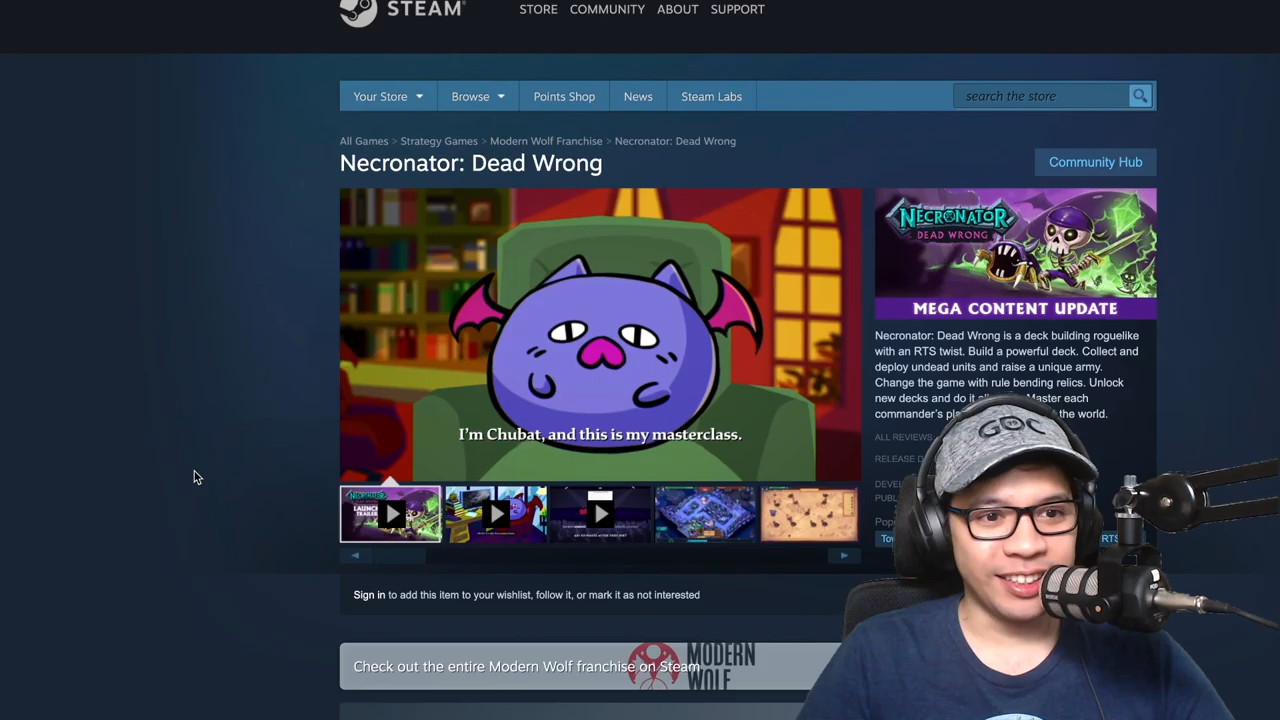 STEAM
STORE COMMUNITY ABOUT SUPPORT
Your Store Browse Points Shop News Steam Labs search the store
All Games > Strategy Games > Modern Wolf Franchise > Necronator: Dead Wrong
Necronator: Dead Wrong
Community Hub
I'm Chubat, and this is my masterclass.
NECRONATOR
DEAD WRONG
MEGA CONTENT UPDATE
Necronator: Dead Wrong is a deck building roguelike
with an RTS twist. Build a powerful deck. Collect and
deploy undead units and raise a unique army.
Change the game with rule bending relics. Unlock
new decks and do it Master each
commander's the world.
ALL REVIEWS
RELEASE
GDC
NECRONATOR
LAUNCH
TRAILER
Sign in to add this item to your wishlist, follow it, or mark it as not interested
Check out the entire Modern Wolf franchise on Steam
MODERN
WOLF